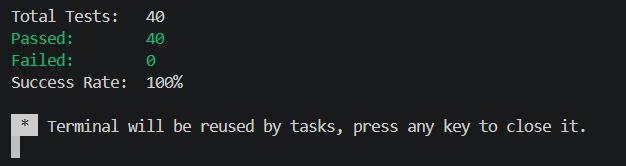 Total Tests:   40
Passed:        40
Failed:        0
Success Rate:  100%
*  Terminal will be reused by tasks, press any key to close it.